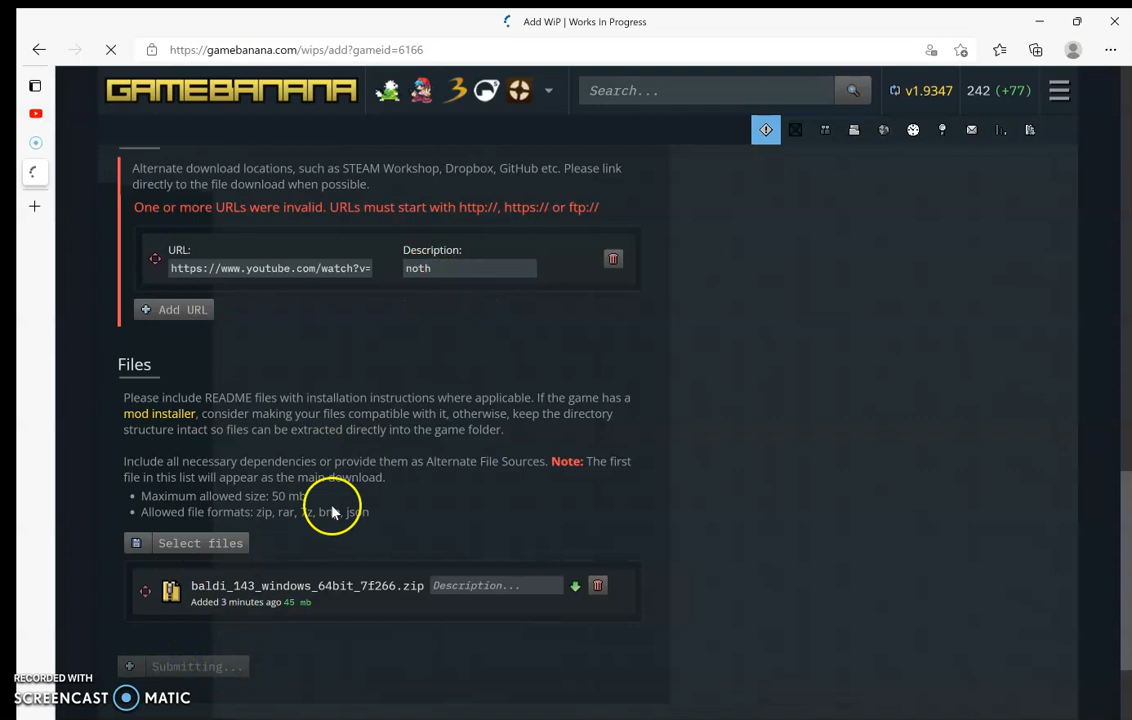 Add WiP | Works In Progress
https://gamebanana.com/wips/add?gameid=6166
GAMEBANANA
Search...
v1.9347
242 (+77)
Alternate download locations, such as STEAM Workshop, Dropbox, GitHub etc. Please link
directly to the file download when possible.
One or more URLs were invalid. URLs must start with http://, https:// or ftp://
URL:
Description:
https://www.youtube.com/watch?v=
noth
Add URL
Files
Please include README files with installation instructions where applicable. If the game has a
mod installer, consider making your files compatible with it, otherwise, keep the directory
structure intact so files can be extracted directly into the game folder.
Include all necessary dependencies or provide them as Alternate File Sources. Note: The first
file in this list will appear as the main download.
• Maximum allowed size: 50 mb
• Allowed file formats: zip, rar, 7z, json
Select files
baldi_143_windows_64bit_7f266.zip
Description...
Added 3 minutes ago 45 mb
Submitting...
RECORDED WITH
SCREENCAST MATIC